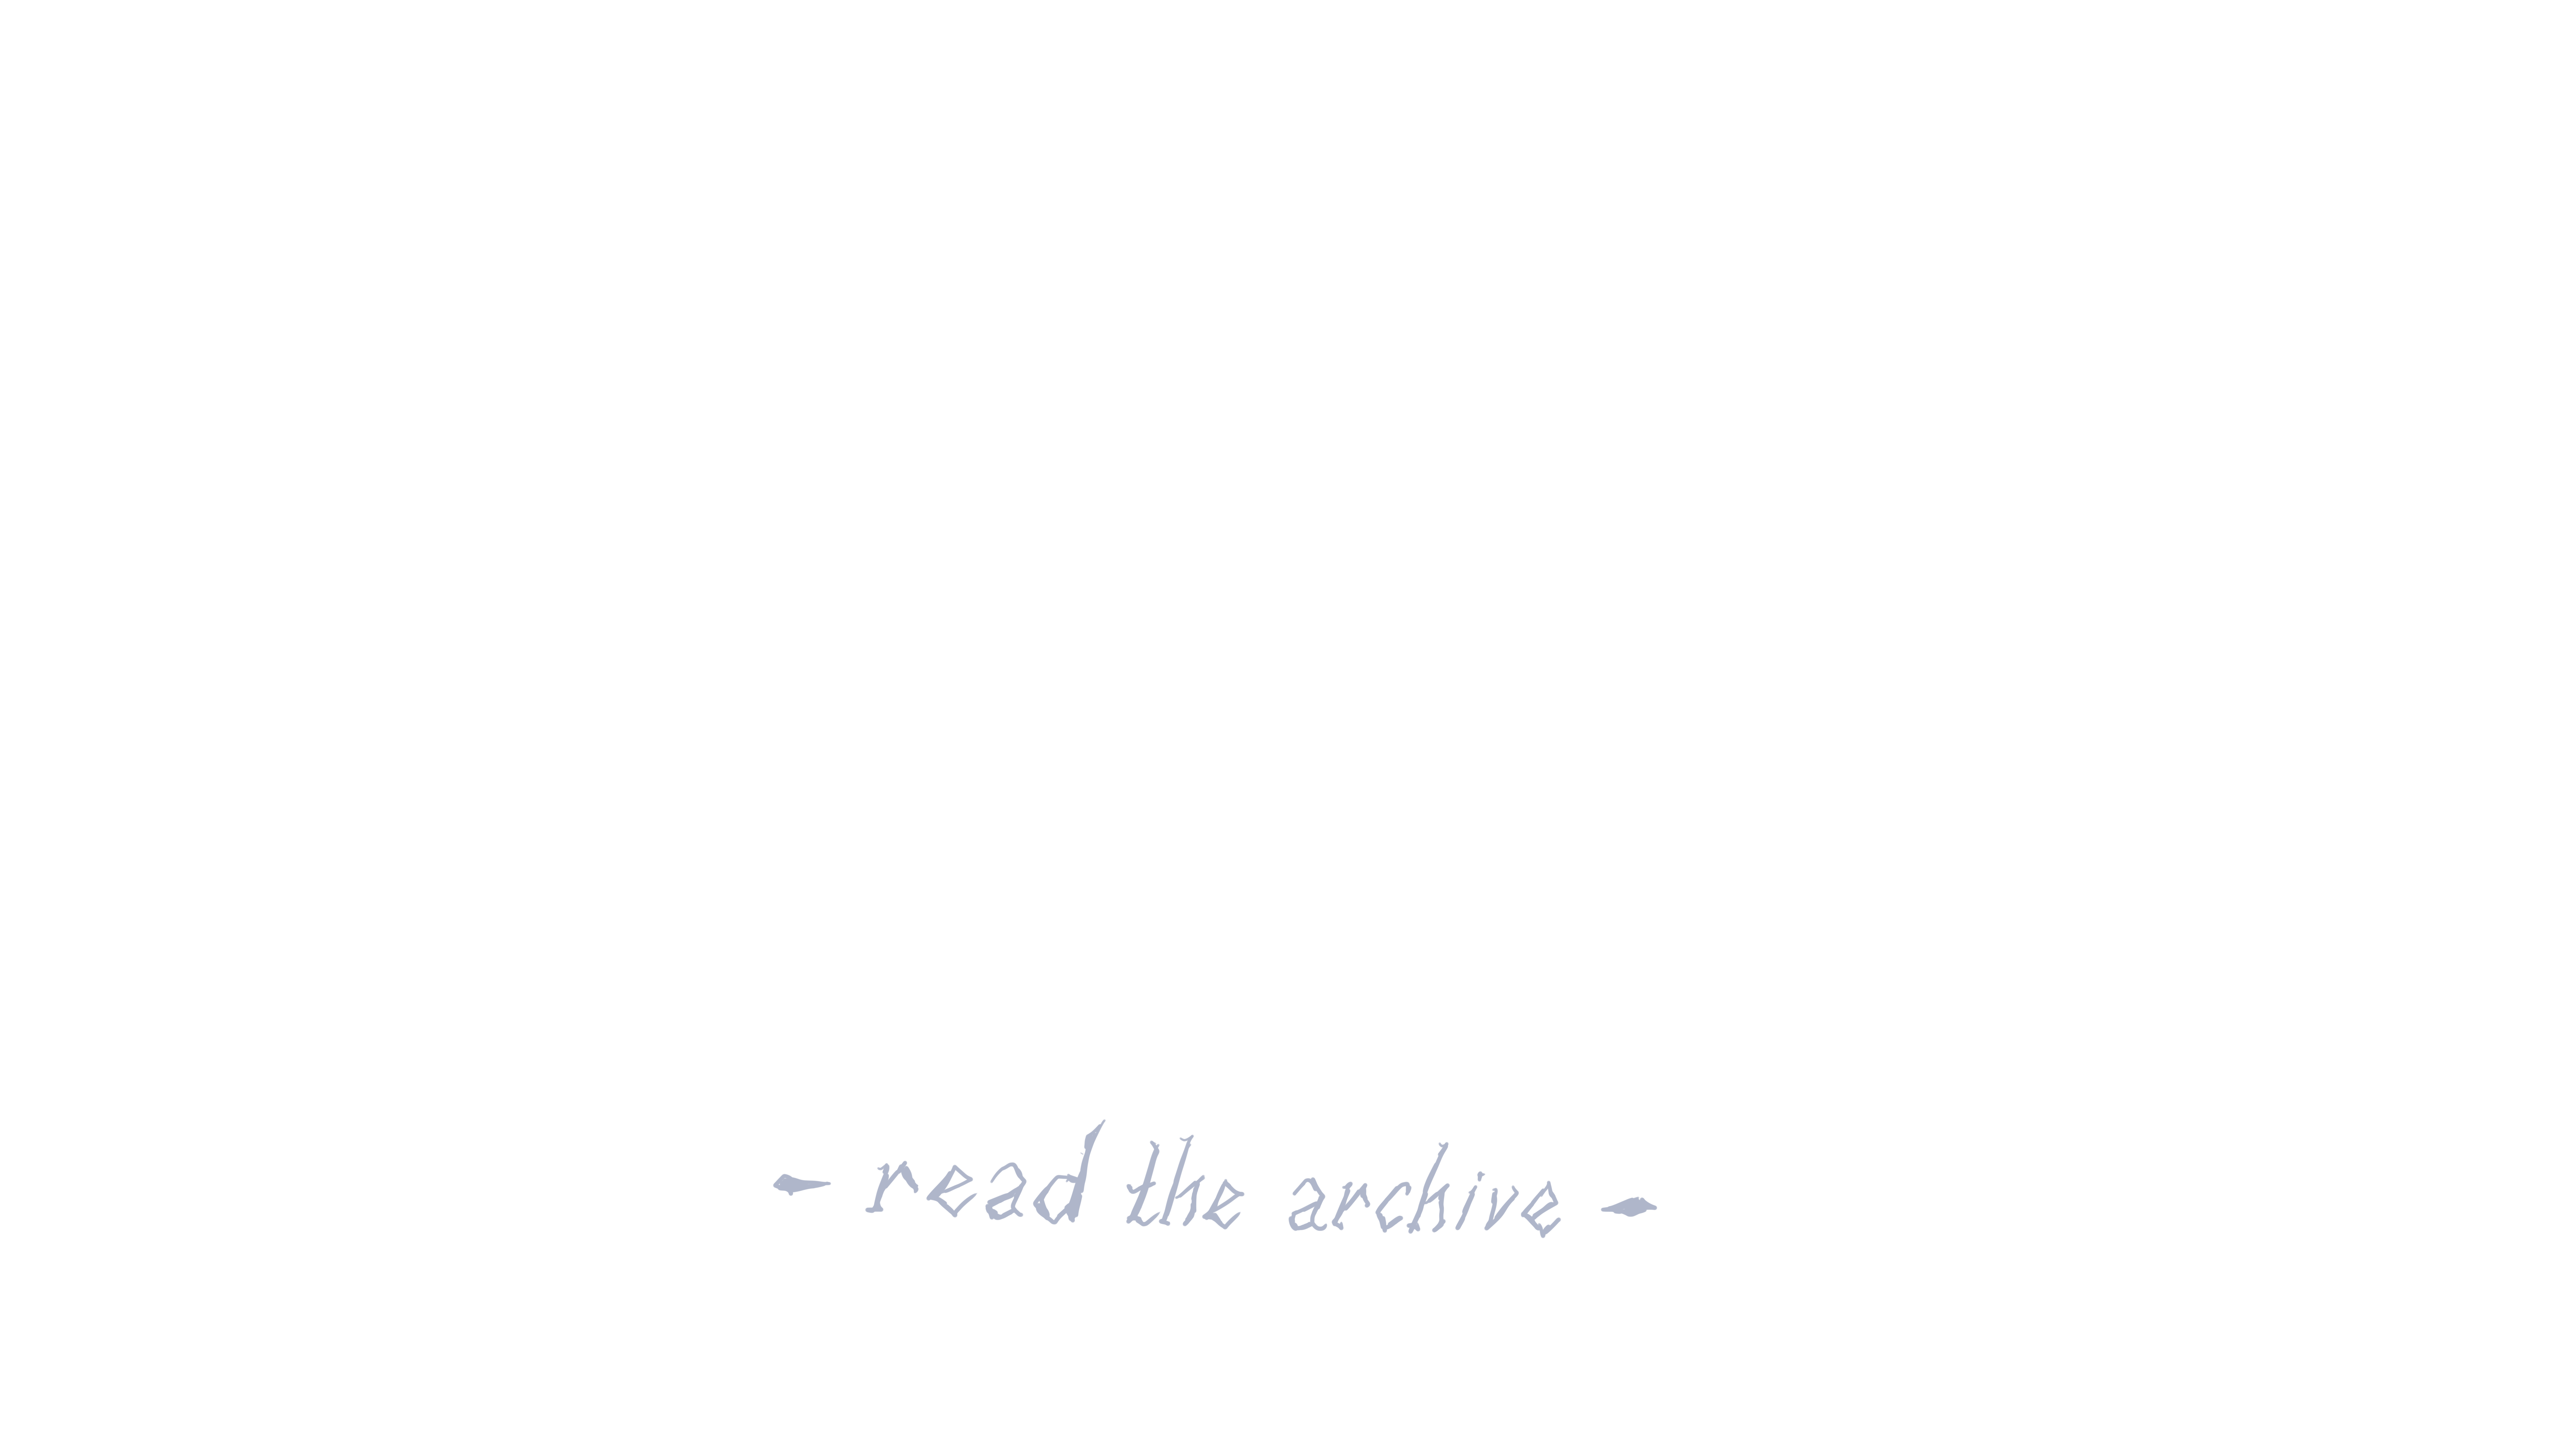 - read the archive -